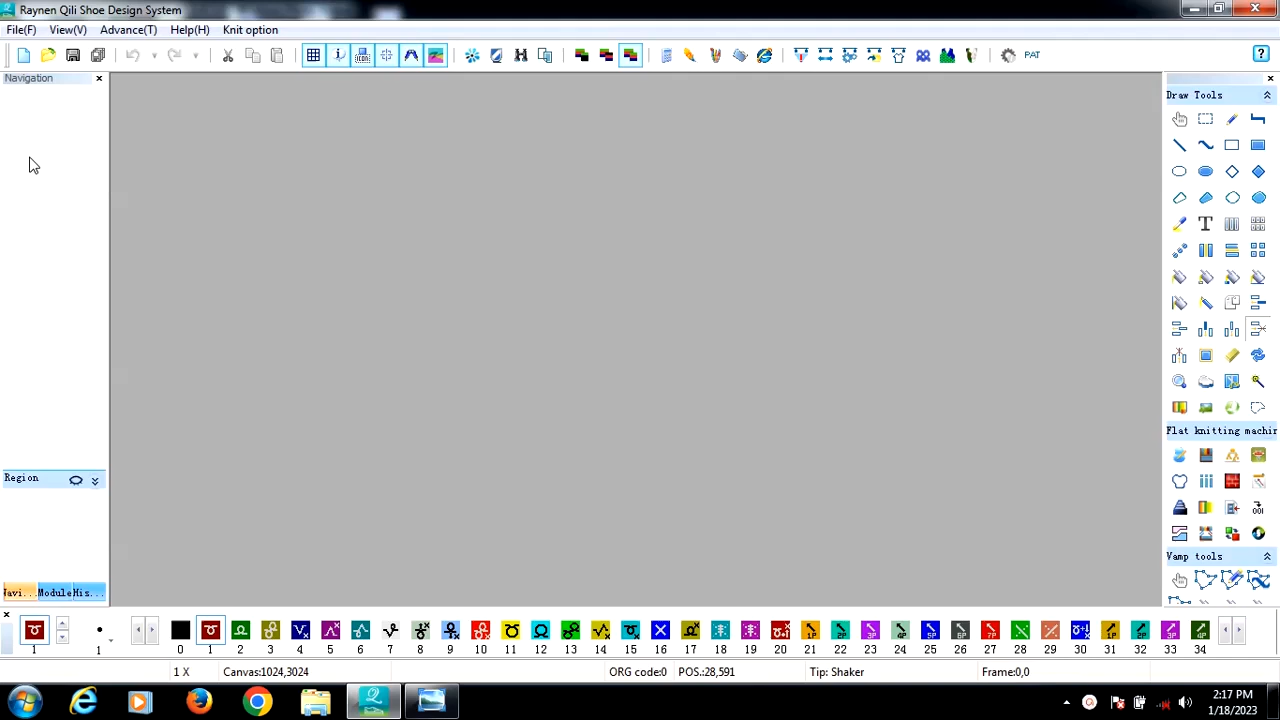 Raynen Qili Shoe Design System
File(F) View(V) Advance(T) Help(H) Knit option
PAT
Navigation
Draw Tools
T
Flat knitting machin
Vamp tools
Region
Navi... Module His...
1 1 0 1 2 3 4 5 6 7 8 9 10 11 12 13 14 15 16 17 18 19 20 21 22 23 24 25 26 27 28 29 30 31 32 33 34
1 X Canvas:1024,3024 ORG code:0 POS.:28,591 Tip: Shaker Frame:0,0
2:17 PM
1/18/2023